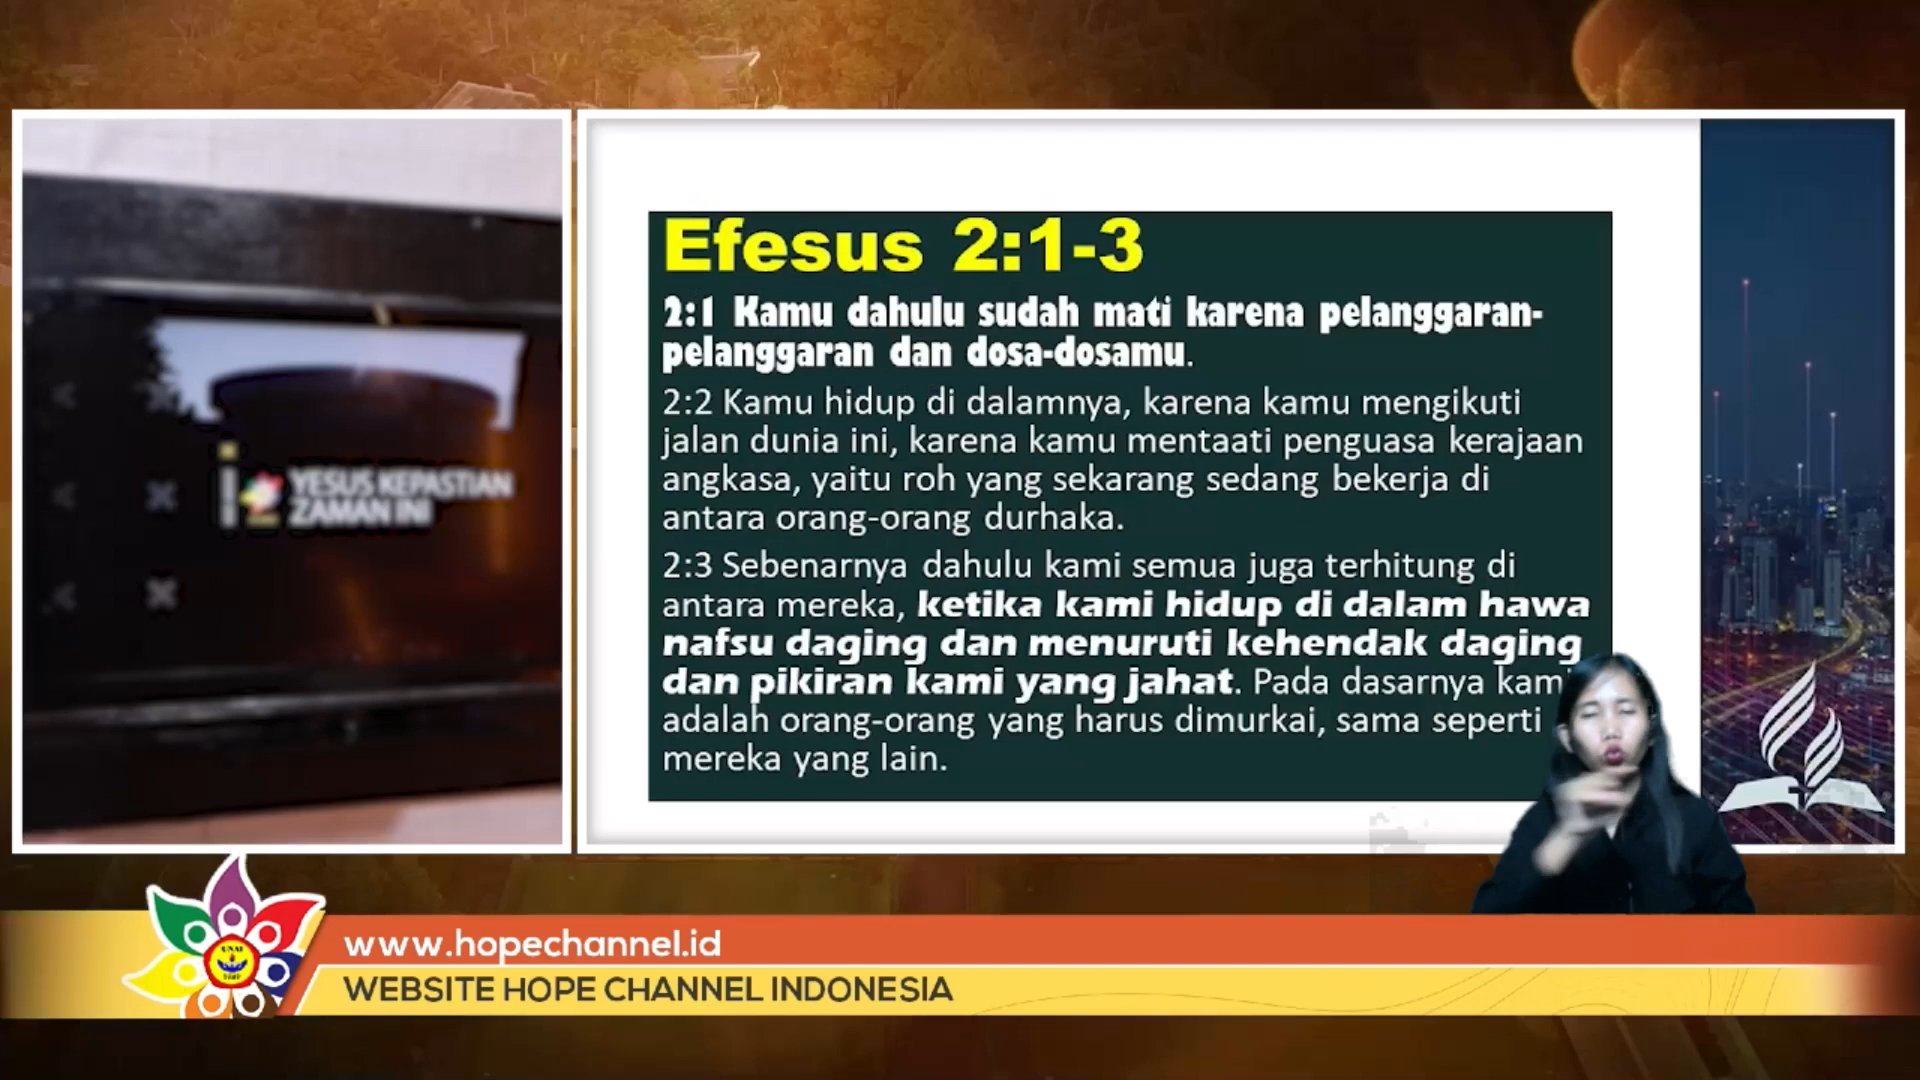 YESUS KEPASTIAN
ZAMAN INI
Efesus 2:1-3
2:1 Kamu dahulu sudah mati karena pelanggaran-
pelanggaran dan dosa-dosamu.
2:2 Kamu hidup di dalamnya, karena kamu mengikuti
jalan dunia ini, karena kamu mentaati penguasa kerajaan
angkasa, yaitu roh yang sekarang sedang bekerja di
antara orang-orang durhaka.
2:3 Sebenarnya dahulu kami semua juga terhitung di
antara mereka, ketika kami hidup di dalam hawa
nafsu daging dan menuruti kehendak daging
dan pikiran kami yang jahat. Pada dasarnya kami
adalah orang-orang yang harus dimurkai, sama seperti
mereka yang lain.
UNAI
www.hopechannel.id
WEBSITE HOPE CHANNEL INDONESIA